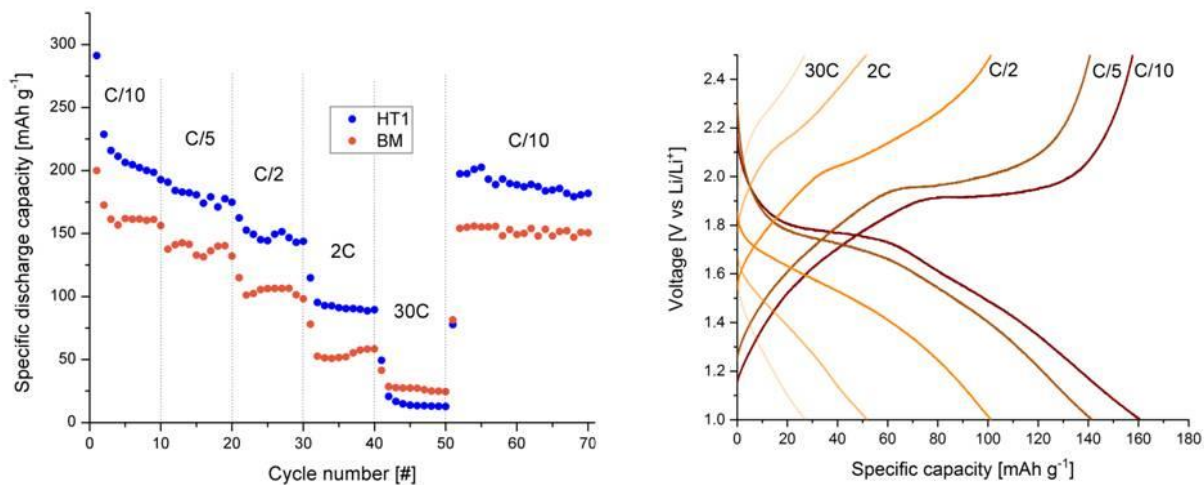 Specific discharge capacity [mAh g⁻¹]
300
250
200
150
100
50
0
C/10
C/5
C/2
2C
30C
C/10
HT1
BM
0 10 20 30 40 50 60 70
Cycle number [#]
Voltage [V vs Li/Li⁺]
2.4
2.2
2.0
1.8
1.6
1.4
1.2
1.0
30C 2C C/2 C/5 C/10
0 20 40 60 80 100 120 140 160 180
Specific capacity [mAh g⁻¹]